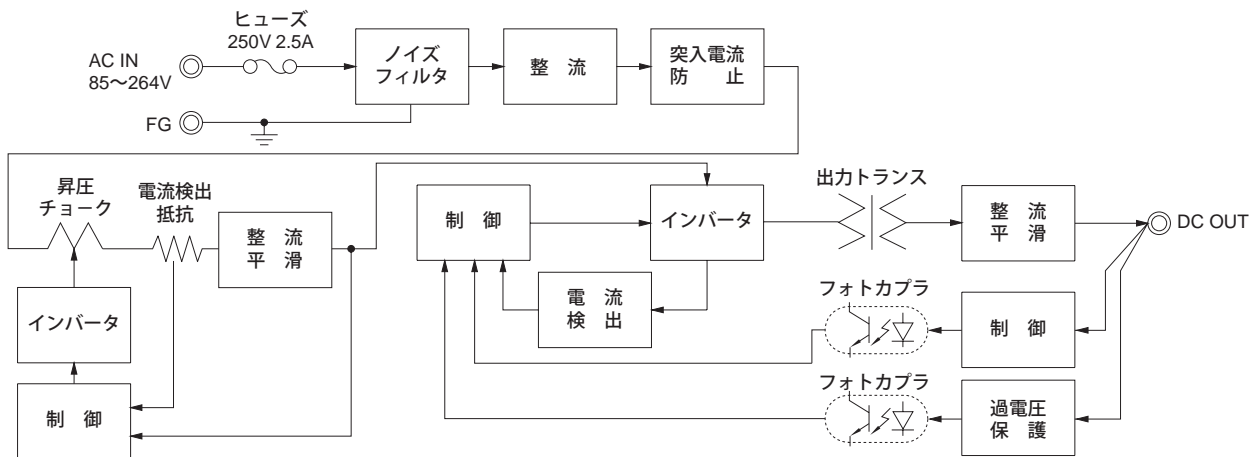 ヒューズ
250V 2.5A
AC IN
85～264V
ノイズ
フィルタ
整 流
突入電流
防 止
FG
昇圧
チョーク
電流検出
抵抗
整 流
平 滑
制 御
インバータ
出力トランス
整 流
平 滑
DC OUT
電 流
検 出
フォトカプラ
制 御
インバータ
制 御
フォトカプラ
過電圧
保 護